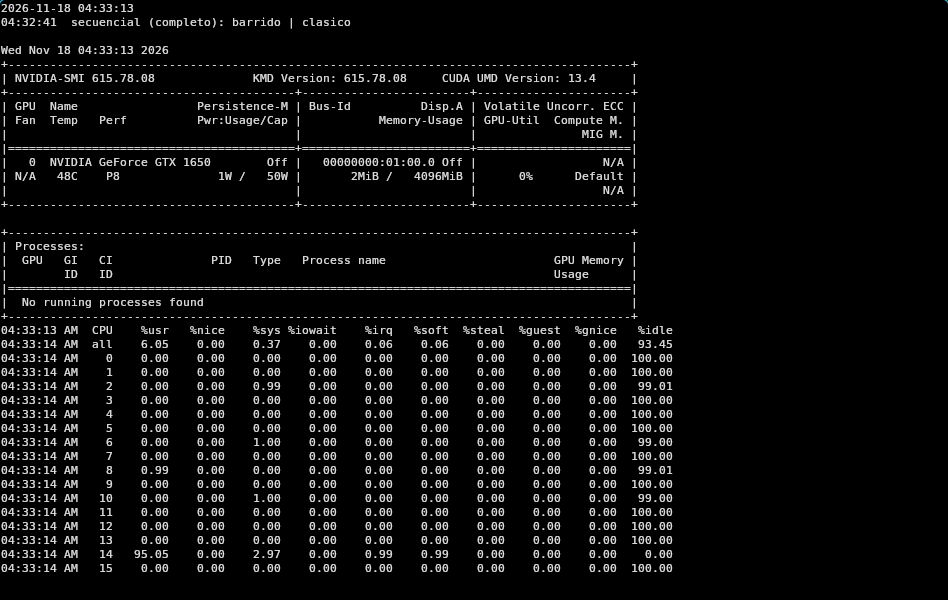 2026-11-18 04:33:13
04:32:41  secuencial (completo): barrido | clasico

Wed Nov 18 04:33:13 2026
+-----------------------------------------------------------------------------------------+
| NVIDIA-SMI 615.78.08              KMD Version: 615.78.08     CUDA UMD Version: 13.4     |
+-----------------------------------------+------------------------+----------------------+
| GPU  Name                 Persistence-M | Bus-Id          Disp.A | Volatile Uncorr. ECC |
| Fan  Temp   Perf          Pwr:Usage/Cap |           Memory-Usage | GPU-Util  Compute M. |
|                                         |                        |               MIG M. |
|=========================================+========================+======================|
|   0  NVIDIA GeForce GTX 1650        Off |   00000000:01:00.0 Off |                  N/A |
| N/A   48C    P8               1W /   50W |       2MiB /   4096MiB |      0%      Default |
|                                         |                        |                  N/A |
+-----------------------------------------+------------------------+----------------------+

+-----------------------------------------------------------------------------------------+
| Processes:                                                                              |
|  GPU   GI   CI              PID   Type   Process name                        GPU Memory |
|        ID   ID                                                               Usage      |
|=========================================================================================|
|  No running processes found                                                             |
+-----------------------------------------------------------------------------------------+
04:33:13 AM  CPU    %usr   %nice    %sys %iowait    %irq   %soft  %steal  %guest  %gnice   %idle
04:33:14 AM  all    6.05    0.00    0.37    0.00    0.06    0.06    0.00    0.00    0.00   93.45
04:33:14 AM    0    0.00    0.00    0.00    0.00    0.00    0.00    0.00    0.00    0.00  100.00
04:33:14 AM    1    0.00    0.00    0.00    0.00    0.00    0.00    0.00    0.00    0.00  100.00
04:33:14 AM    2    0.00    0.00    0.99    0.00    0.00    0.00    0.00    0.00    0.00   99.01
04:33:14 AM    3    0.00    0.00    0.00    0.00    0.00    0.00    0.00    0.00    0.00  100.00
04:33:14 AM    4    0.00    0.00    0.00    0.00    0.00    0.00    0.00    0.00    0.00  100.00
04:33:14 AM    5    0.00    0.00    0.00    0.00    0.00    0.00    0.00    0.00    0.00  100.00
04:33:14 AM    6    0.00    0.00    1.00    0.00    0.00    0.00    0.00    0.00    0.00   99.00
04:33:14 AM    7    0.00    0.00    0.00    0.00    0.00    0.00    0.00    0.00    0.00  100.00
04:33:14 AM    8    0.99    0.00    0.00    0.00    0.00    0.00    0.00    0.00    0.00   99.01
04:33:14 AM    9    0.00    0.00    0.00    0.00    0.00    0.00    0.00    0.00    0.00  100.00
04:33:14 AM   10    0.00    0.00    1.00    0.00    0.00    0.00    0.00    0.00    0.00   99.00
04:33:14 AM   11    0.00    0.00    0.00    0.00    0.00    0.00    0.00    0.00    0.00  100.00
04:33:14 AM   12    0.00    0.00    0.00    0.00    0.00    0.00    0.00    0.00    0.00  100.00
04:33:14 AM   13    0.00    0.00    0.00    0.00    0.00    0.00    0.00    0.00    0.00  100.00
04:33:14 AM   14   95.05    0.00    2.97    0.00    0.99    0.99    0.00    0.00    0.00    0.00
04:33:14 AM   15    0.00    0.00    0.00    0.00    0.00    0.00    0.00    0.00    0.00  100.00